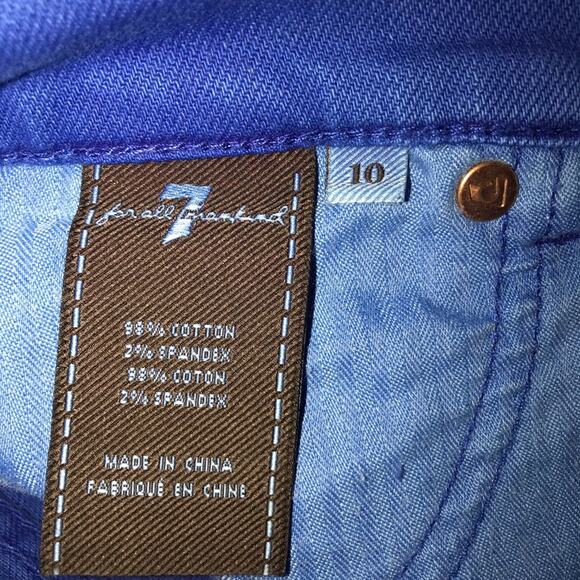 7
for all mankind
10
98% COTTON
2% SPANDEX
98% COTON
2% SPANDEX
MADE IN CHINA
FABRIQUÉ EN CHINE